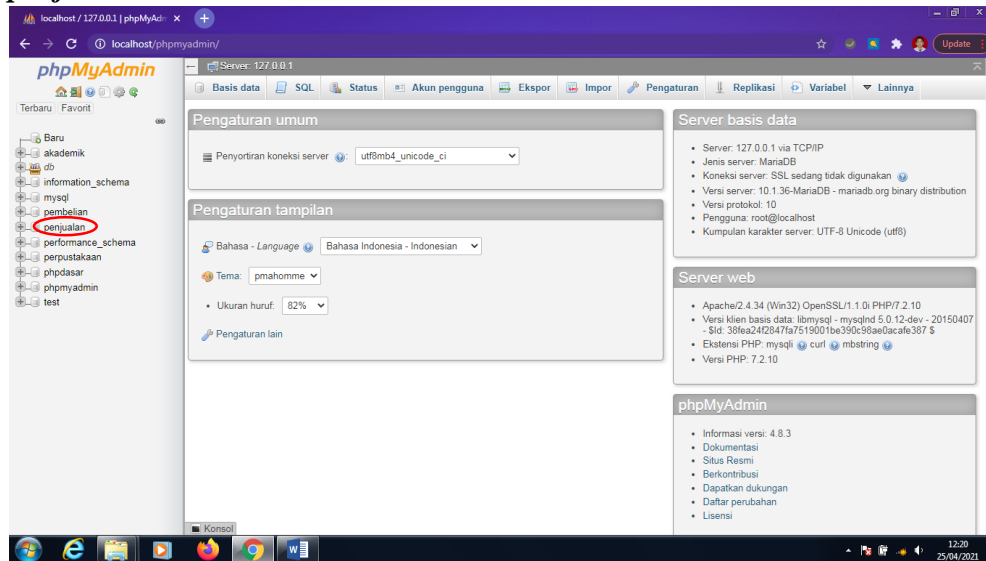 localhost / 127.0.0.1 | phpMyAdm
localhost/phpmyadmin/
Update
phpMyAdmin
Terbaru Favorit
Baru
akademik
db
information_schema
mysql
pembelian
penjualan
performance_schema
perpustakaan
phpdasar
phpmyadmin
test
Server: 127.0.0.1
Basis data SQL Status Akun pengguna Ekspor Impor Pengaturan Replikasi Variabel Lainnya
Pengaturan umum
Penyortiran koneksi server : utf8mb4_unicode_ci
Pengaturan tampilan
Bahasa - Language Bahasa Indonesia - Indonesian
Tema: pmahomme
• Ukuran huruf: 82%
Pengaturan lain
Server basis data
• Server: 127.0.0.1 via TCP/IP
• Jenis server: MariaDB
• Koneksi server: SSL sedang tidak digunakan
• Versi server: 10.1.36-MariaDB - mariadb.org binary distribution
• Versi protokol: 10
• Pengguna: root@localhost
• Kumpulan karakter server: UTF-8 Unicode (utf8)
Server web
• Apache/2.4.34 (Win32) OpenSSL/1.1.0i PHP/7.2.10
• Versi klien basis data: libmysql - mysqlnd 5.0.12-dev - 20150407
- $Id: 38fea24f2847fa7519001be390c98ae0acafe387 $
• Ekstensi PHP: mysqli curl mbstring
• Versi PHP: 7.2.10
phpMyAdmin
• Informasi versi: 4.8.3
• Dokumentasi
• Situs Resmi
• Berkontribusi
• Dapatkan dukungan
• Daftar perubahan
• Lisensi
Konsol
12:20
25/04/2021